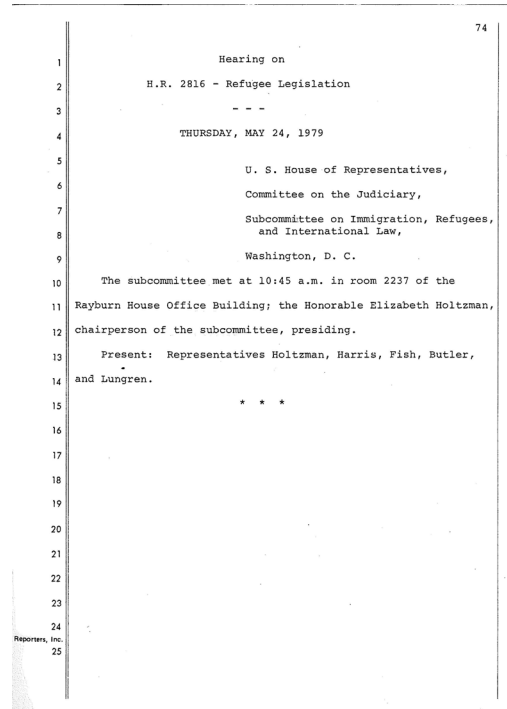 74
1 Hearing on
2 H.R. 2816 - Refugee Legislation
3 - - -
4 THURSDAY, MAY 24, 1979
5 U. S. House of Representatives,
6 Committee on the Judiciary,
7 Subcommittee on Immigration, Refugees,
8 and International Law,
9 Washington, D. C.
10 The subcommittee met at 10:45 a.m. in room 2237 of the
11 Rayburn House Office Building; the Honorable Elizabeth Holtzman,
12 chairperson of the subcommittee, presiding.
13 Present: Representatives Holtzman, Harris, Fish, Butler,
14 and Lungren.
15 * * *
16
17
18
19
20
21
22
23
24
Reporters, Inc.
25